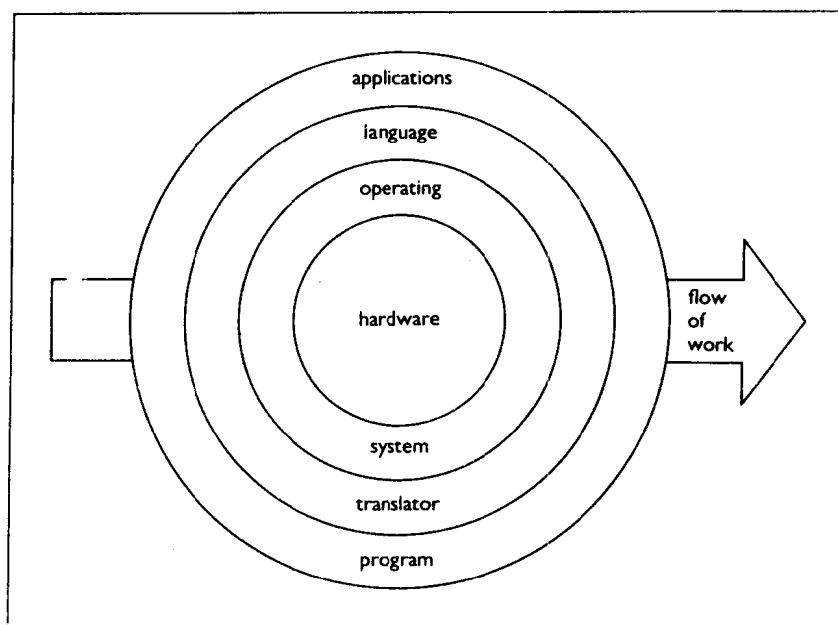 applications
language
operating
hardware
system
translator
program
flow
of
work